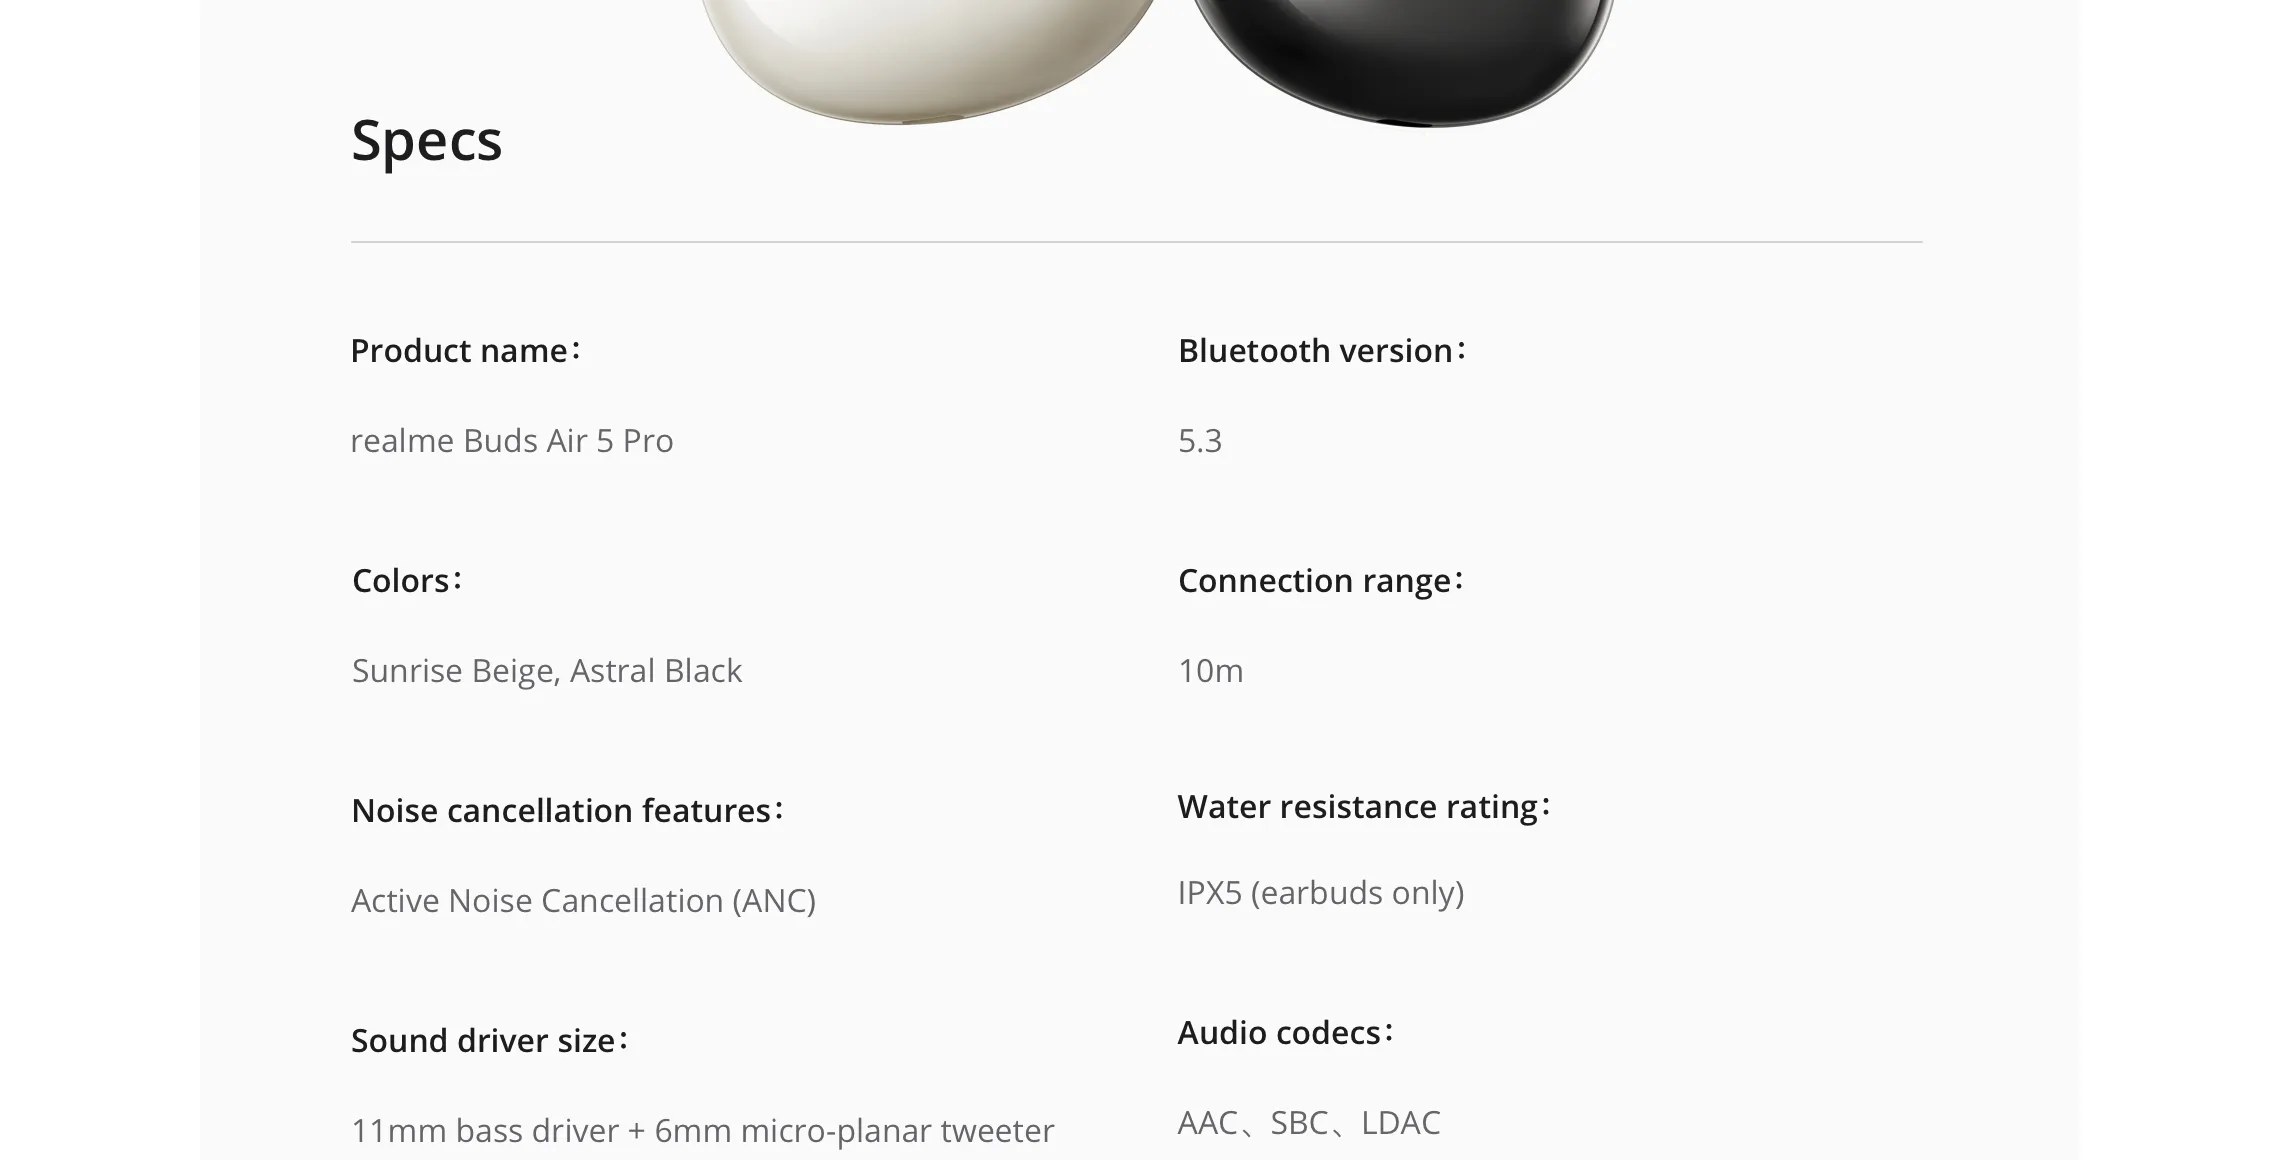 Specs
Product name：
realme Buds Air 5 Pro
Bluetooth version：
5.3
Colors：
Sunrise Beige, Astral Black
Connection range：
10m
Noise cancellation features：
Active Noise Cancellation (ANC)
Water resistance rating：
IPX5 (earbuds only)
Sound driver size：
11mm bass driver + 6mm micro-planar tweeter
Audio codecs：
AAC、SBC、LDAC